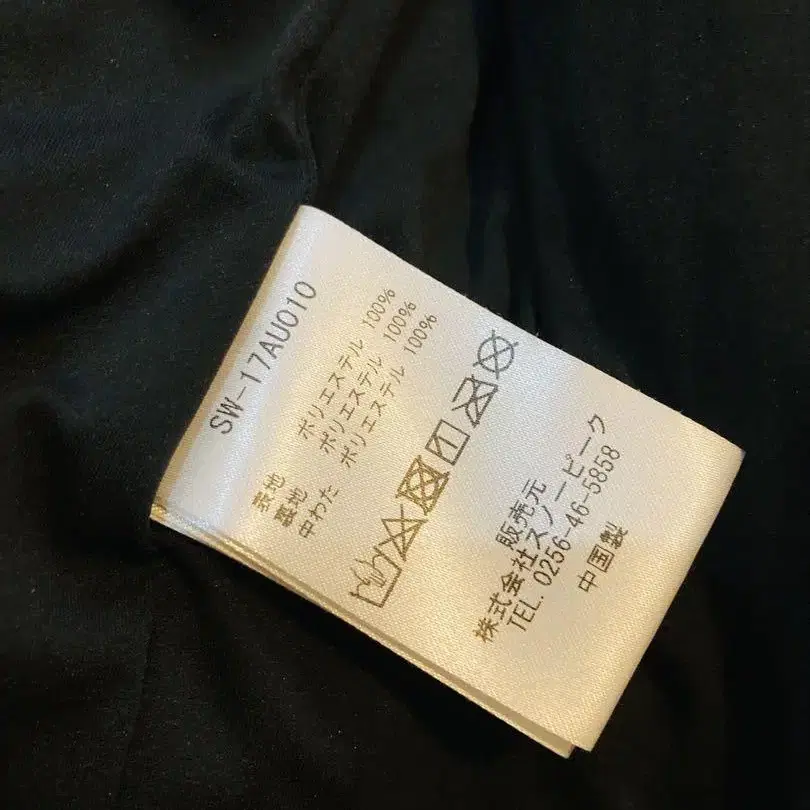 SW-17AU010
表地 ポリエステル 100%
裏地 ポリエステル 100%
中わた ポリエステル 100%
販売元
株式会社スノーピーク
TEL. 0256-46-5858
中国製